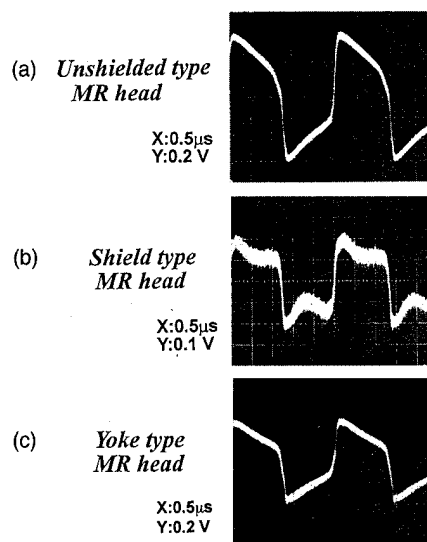 (a) Unshielded type
MR head
X:0.5μs
Y:0.2 V
(b) Shield type
MR head
X:0.5μs
Y:0.1 V
(c) Yoke type
MR head
X:0.5μs
Y:0.2 V